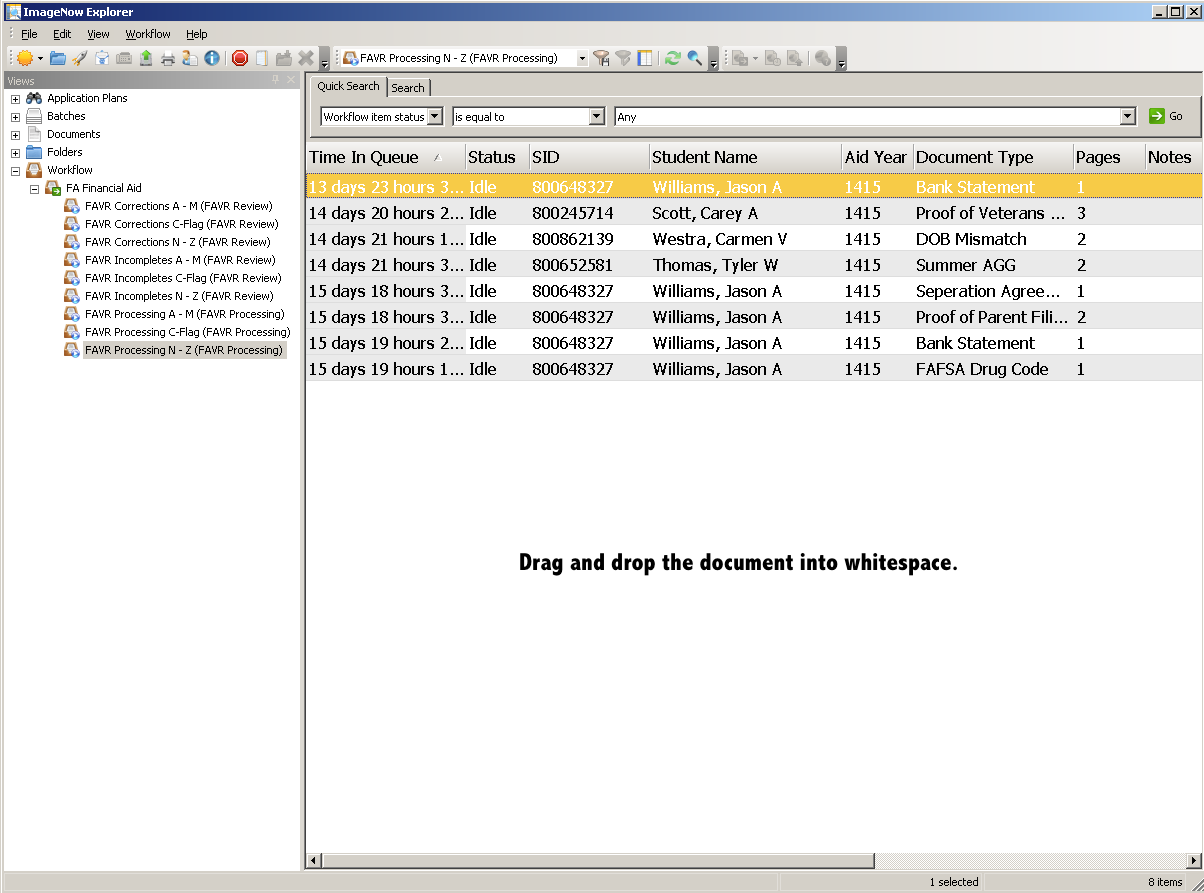 ImageNow Explorer
File Edit View Workflow Help
FAVR Processing N - Z (FAVR Processing)
Views
Application Plans
Batches
Documents
Folders
Workflow
FA Financial Aid
FAVR Corrections A - M (FAVR Review)
FAVR Corrections C-Flag (FAVR Review)
FAVR Corrections N - Z (FAVR Review)
FAVR Incompletes A - M (FAVR Review)
FAVR Incompletes C-Flag (FAVR Review)
FAVR Incompletes N - Z (FAVR Review)
FAVR Processing A - M (FAVR Processing)
FAVR Processing C-Flag (FAVR Processing)
FAVR Processing N - Z (FAVR Processing)
Quick Search Search
Workflow item status is equal to Any Go
Time In Queue Status SID Student Name Aid Year Document Type Pages Notes
13 days 23 hours 3... Idle 800648327 Williams, Jason A 1415 Bank Statement 1
14 days 20 hours 2... Idle 800245714 Scott, Carey A 1415 Proof of Veterans ... 3
14 days 21 hours 1... Idle 800862139 Westra, Carmen V 1415 DOB Mismatch 2
14 days 21 hours 3... Idle 800652581 Thomas, Tyler W 1415 Summer AGG 2
15 days 18 hours 3... Idle 800648327 Williams, Jason A 1415 Seperation Agree... 1
15 days 18 hours 3... Idle 800648327 Williams, Jason A 1415 Proof of Parent Fili... 2
15 days 19 hours 2... Idle 800648327 Williams, Jason A 1415 Bank Statement 1
15 days 19 hours 1... Idle 800648327 Williams, Jason A 1415 FAFSA Drug Code 1
Drag and drop the document into whitespace.
1 selected 8 items